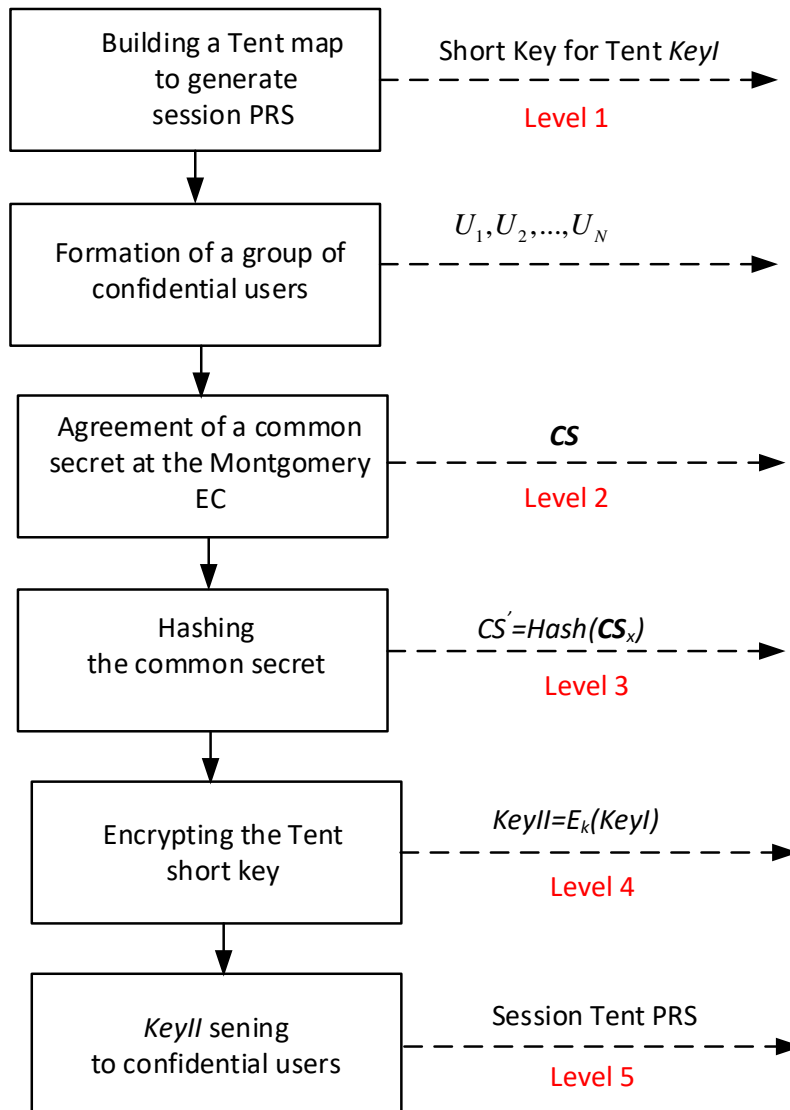 Building a Tent map
to generate
session PRS
Short Key for Tent KeyI
Level 1
Formation of a group of
confidential users
U₁,U₂,...,U_N
Agreement of a common
secret at the Montgomery
EC
CS
Level 2
Hashing
the common secret
CS´=Hash(CSₓ)
Level 3
Encrypting the Tent
short key
KeyII=Eₖ(KeyI)
Level 4
KeyII sening
to confidential users
Session Tent PRS
Level 5